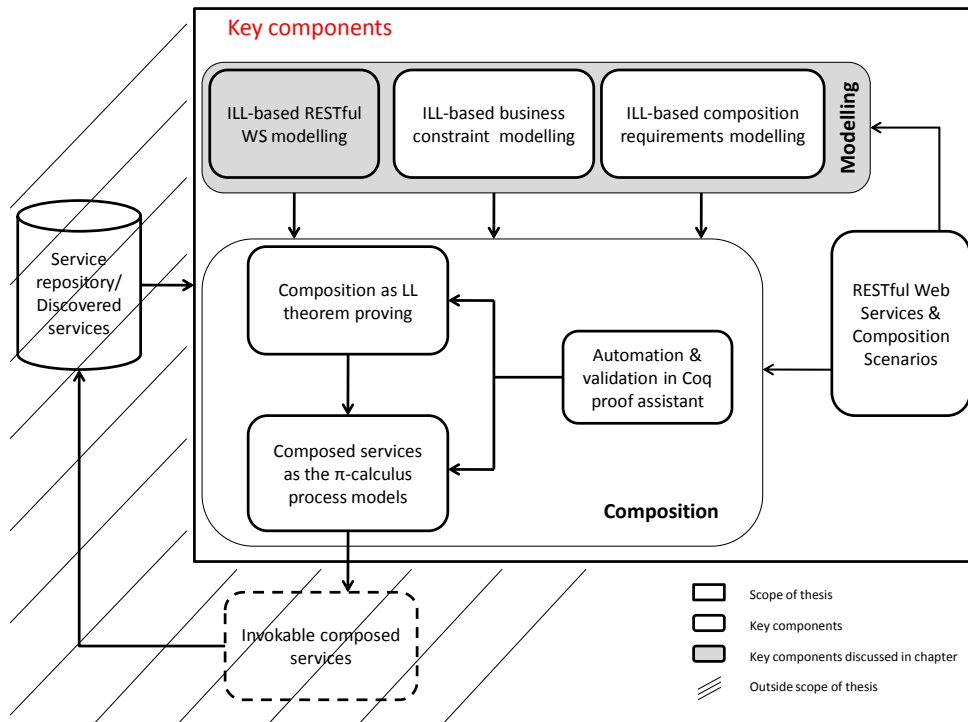 Key components
ILL-based RESTful
WS modelling
ILL-based business
constraint modelling
ILL-based composition
requirements modelling
Modelling
Service
repository/
Discovered
services
Composition as LL
theorem proving
Automation &
validation in Coq
proof assistant
RESTful Web
Services &
Composition
Scenarios
Composed services
as the π-calculus
process models
Composition
Invokable composed
services
Scope of thesis
Key components
Key components discussed in chapter
Outside scope of thesis